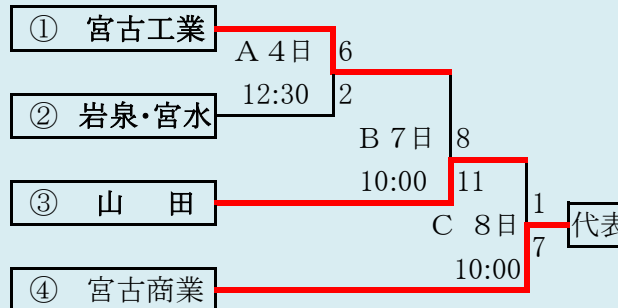 ① 宮古工業
A 4日 6
12:30 2
② 岩泉・宮水
B 7日 8
10:00 11
③ 山 田
C 8日 1
代表
10:00 7
④ 宮古商業